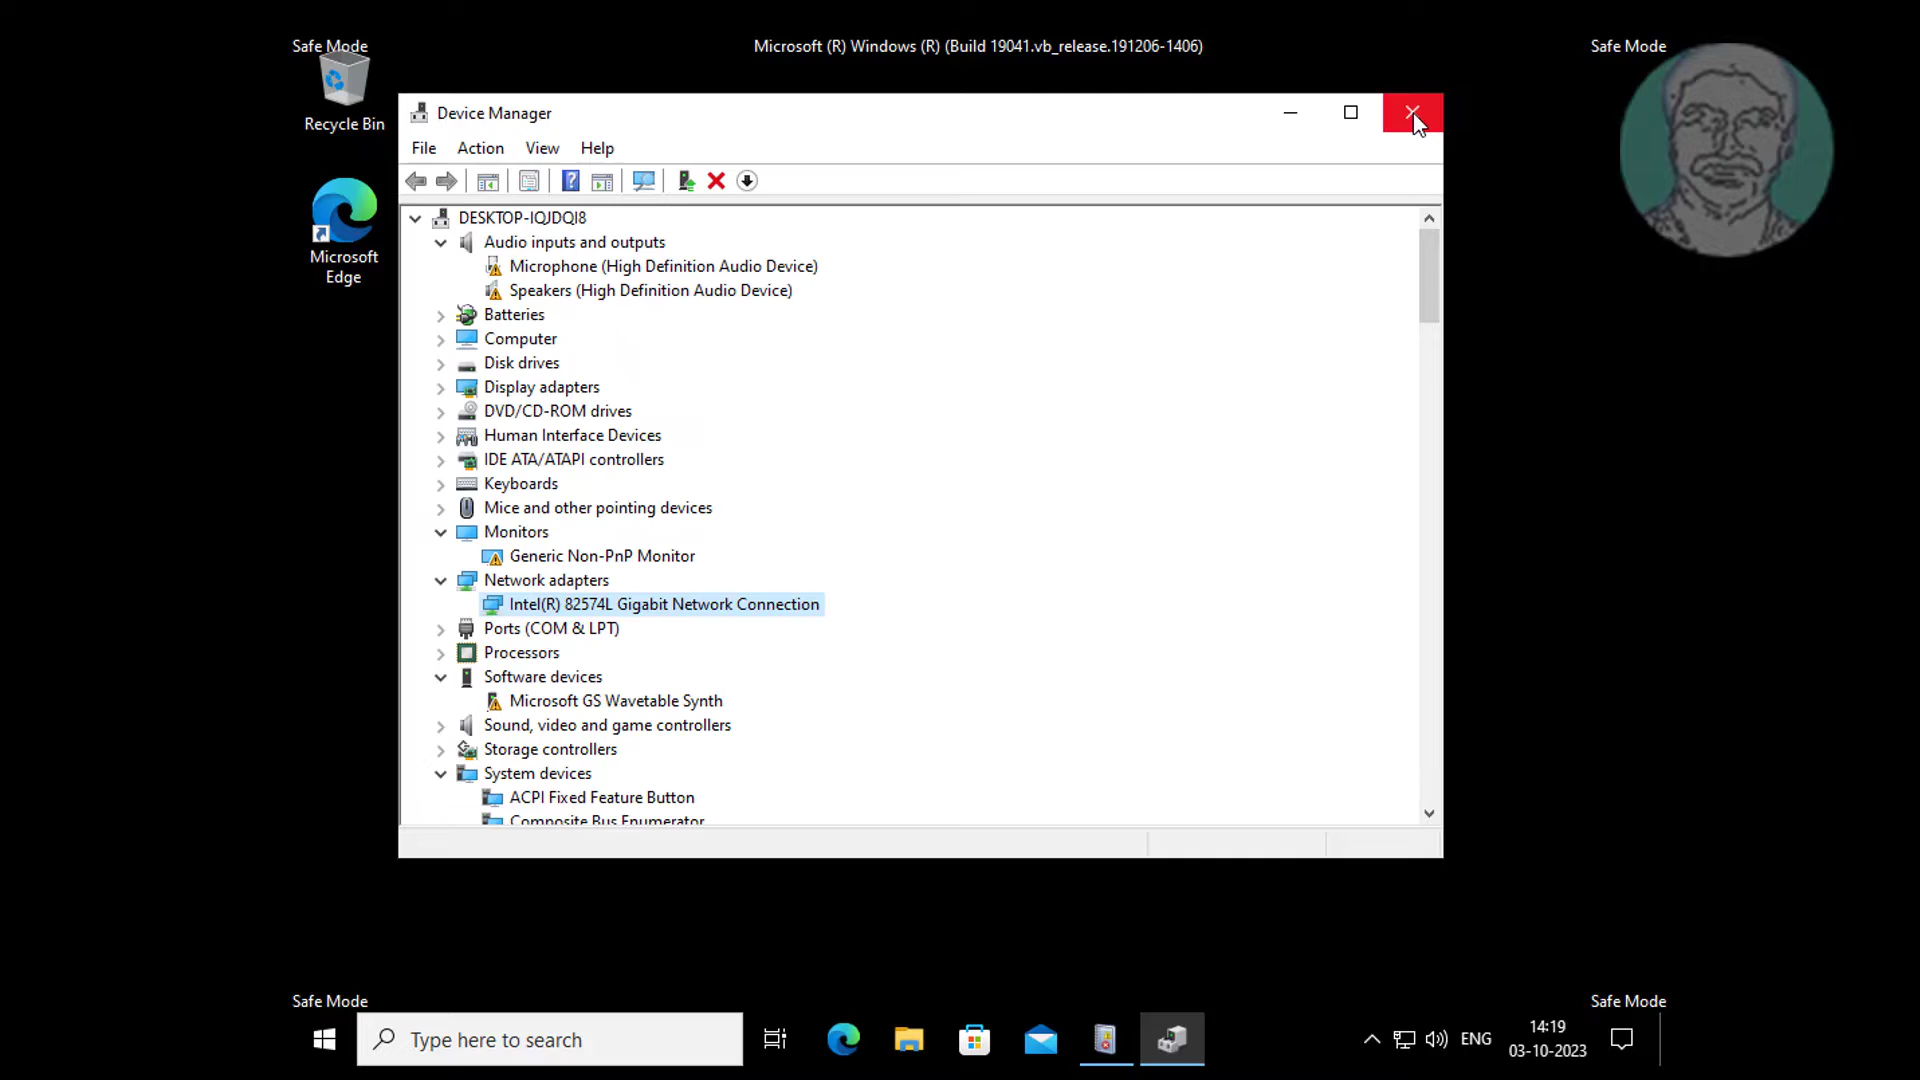 Safe Mode
Microsoft (R) Windows (R) (Build 19041.vb_release.191206-1406)
Safe Mode
Recycle Bin
Microsoft
Edge
Device Manager
File Action View Help
DESKTOP-IQJDQI8
Audio inputs and outputs
Microphone (High Definition Audio Device)
Speakers (High Definition Audio Device)
Batteries
Computer
Disk drives
Display adapters
DVD/CD-ROM drives
Human Interface Devices
IDE ATA/ATAPI controllers
Keyboards
Mice and other pointing devices
Monitors
Generic Non-PnP Monitor
Network adapters
Intel(R) 82574L Gigabit Network Connection
Ports (COM & LPT)
Processors
Software devices
Microsoft GS Wavetable Synth
Sound, video and game controllers
Storage controllers
System devices
ACPI Fixed Feature Button
Composite Bus Enumerator
Safe Mode
Safe Mode
Type here to search
ENG
14:19
03-10-2023